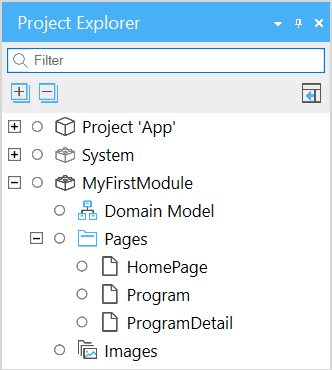 Project Explorer
Filter
Project 'App'
System
MyFirstModule
Domain Model
Pages
HomePage
Program
ProgramDetail
Images